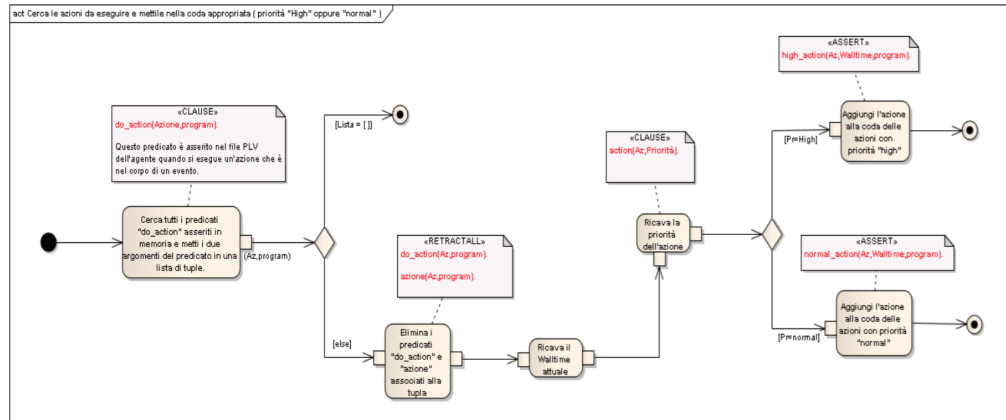 act Cerca le azioni da eseguire e mettile nella coda appropriata ( priorità "High" oppure "normal" )
«CLAUSE»
do_action(Azione,program).
Questo predicato è asserito nel file PLV
dell'agente quando si esegue un'azione che è
nel corpo di un evento.
Cerca tutti i predicati
"do_action" asseriti in
memoria e metti i due
argomenti del predicato in una
lista di tuple.
(Az,program)
[Lista = [ ]]
[else]
«RETRACTALL»
do_action(Az,program).
azione(Az,program).
Elimina i
predicati
"do_action" e
"azione"
associati alla
tupla
Ricava il
Walltime
attuale
«CLAUSE»
action(Az,Priorità).
Ricava la
priorità
dell'azione
[Pr=High]
[Pr=normal]
«ASSERT»
high_action(Az,Walltime,program).
Aggiungi l'azione
alla coda delle
azioni con
priorità "high"
«ASSERT»
normal_action(Az,Walltime,program).
Aggiungi l'azione
alla coda delle
azioni con priorità
"normal"